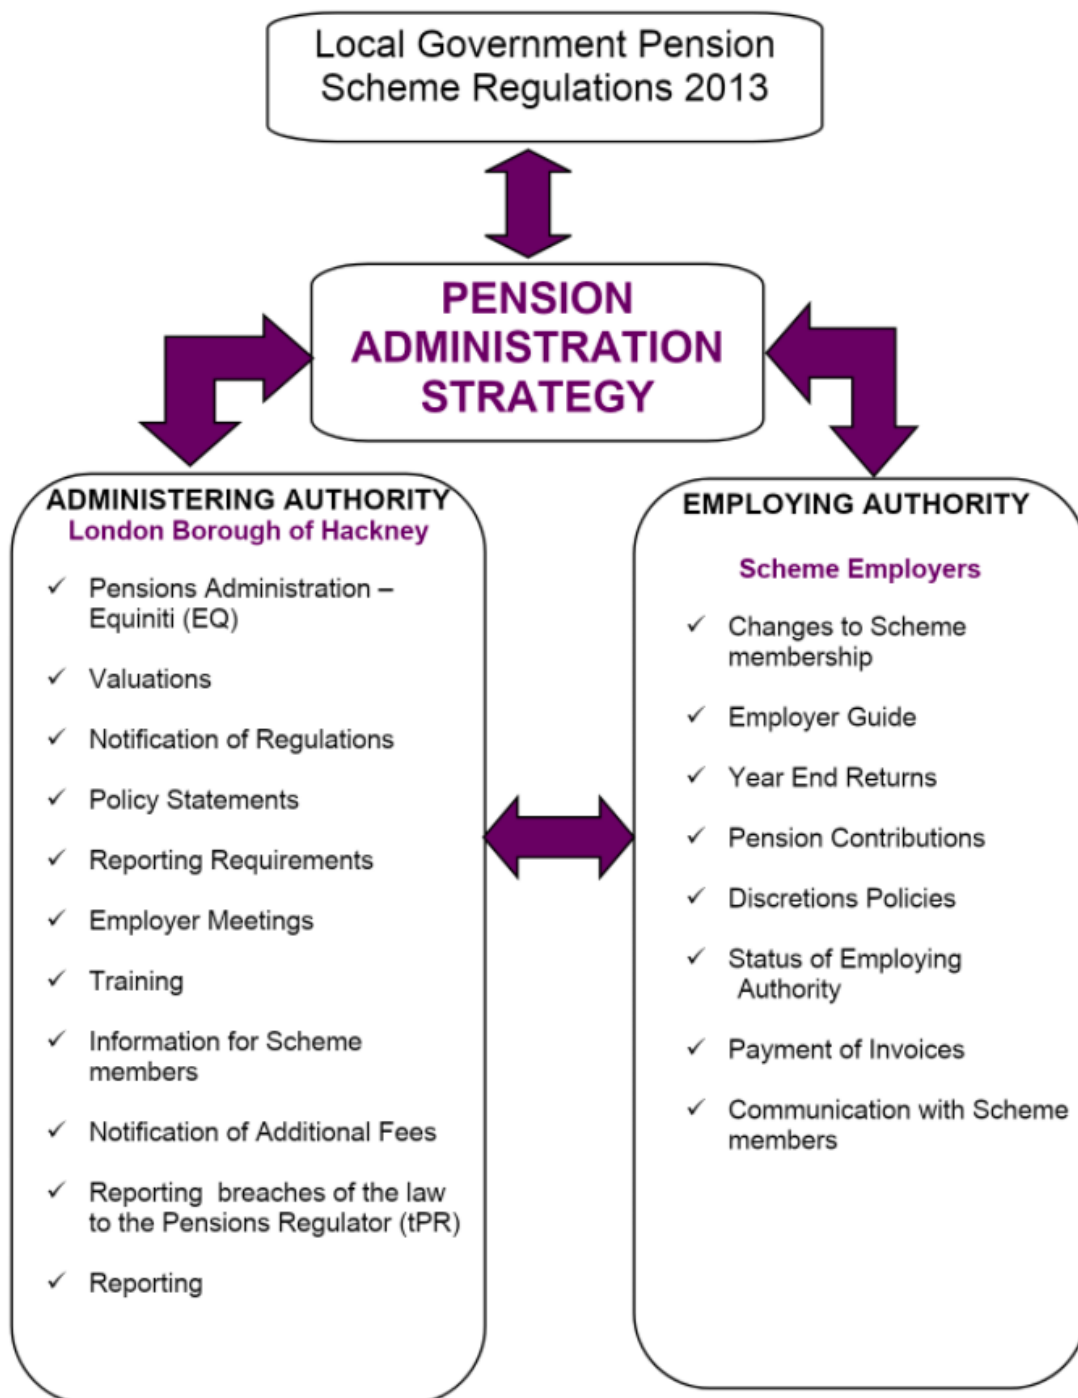 Local Government Pension
Scheme Regulations 2013
PENSION
ADMINISTRATION
STRATEGY
ADMINISTERING AUTHORITY
London Borough of Hackney
✓ Pensions Administration –
Equiniti (EQ)
✓ Valuations
✓ Notification of Regulations
✓ Policy Statements
✓ Reporting Requirements
✓ Employer Meetings
✓ Training
✓ Information for Scheme
members
✓ Notification of Additional Fees
✓ Reporting breaches of the law
to the Pensions Regulator (tPR)
✓ Reporting
EMPLOYING AUTHORITY
Scheme Employers
✓ Changes to Scheme
membership
✓ Employer Guide
✓ Year End Returns
✓ Pension Contributions
✓ Discretions Policies
✓ Status of Employing
Authority
✓ Payment of Invoices
✓ Communication with Scheme
members